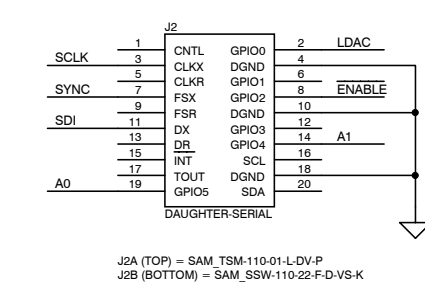 J2
1 CNTL GPIO0 2 LDAC
SCLK 3 CLKX DGND 4
5 CLKR GPIO1 6
SYNC 7 FSX GPIO2 8 ENABLE
9 FSR DGND 10
SDI 11 DX GPIO3 12
13 DR GPIO4 14 A1
15 INT SCL 16
17 TOUT DGND 18
A0 19 GPIO5 SDA 20
DAUGHTER-SERIAL
J2A (TOP) = SAM_TSM-110-01-L-DV-P
J2B (BOTTOM) = SAM_SSW-110-22-F-D-VS-K